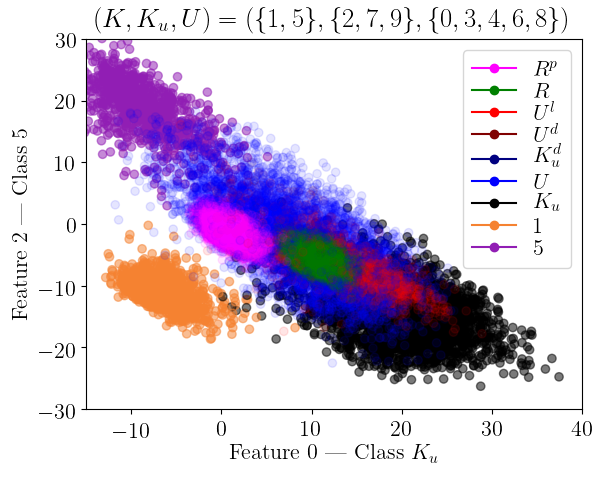 (K, K_u, U) = ({1, 5}, {2, 7, 9}, {0, 3, 4, 6, 8})
Feature 2 — Class 5
30
20
10
0
−10
−20
−30
R^p
R
U^l
U^d
K_u^d
U
K_u
1
5
−10
0
10
20
30
40
Feature 0 — Class K_u